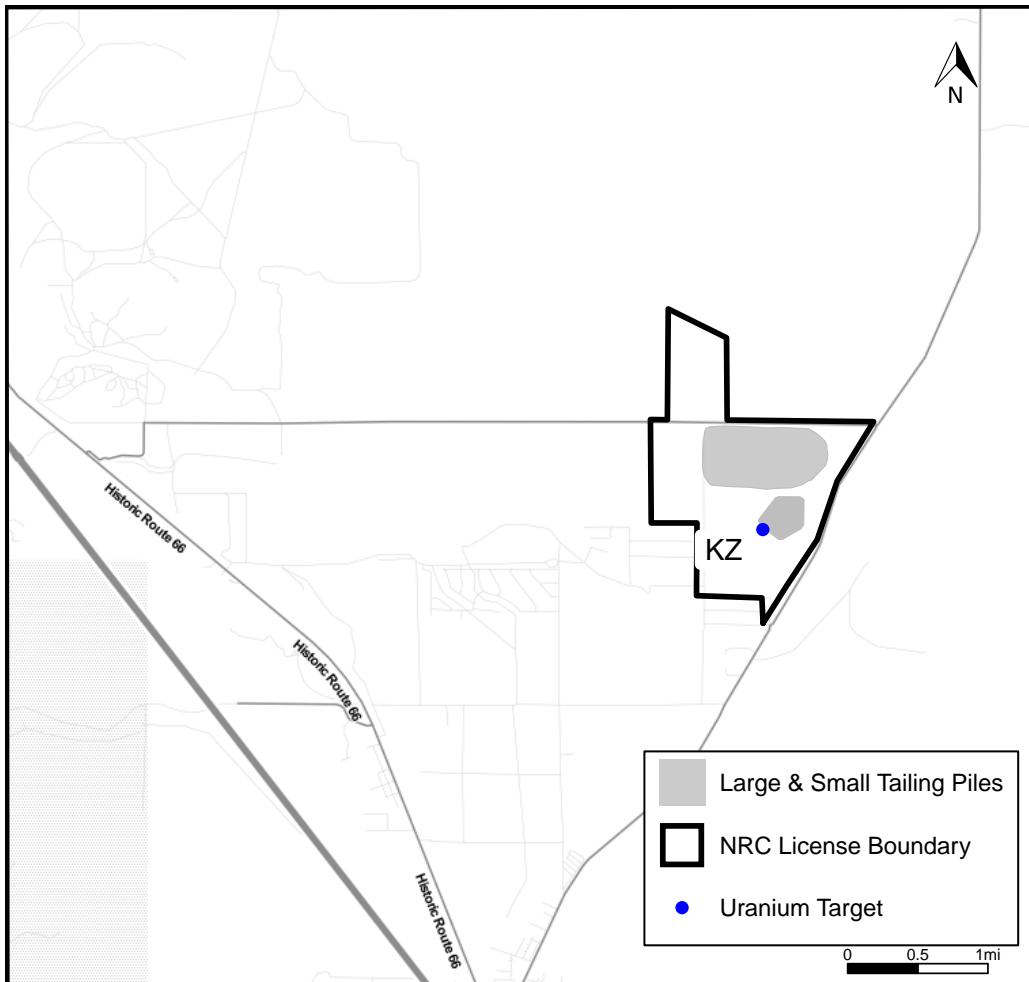 N
Historic Route 66
KZ
Historic Route 66
Historic Route 66
Large & Small Tailing Piles
NRC License Boundary
Uranium Target
0 0.5 1mi